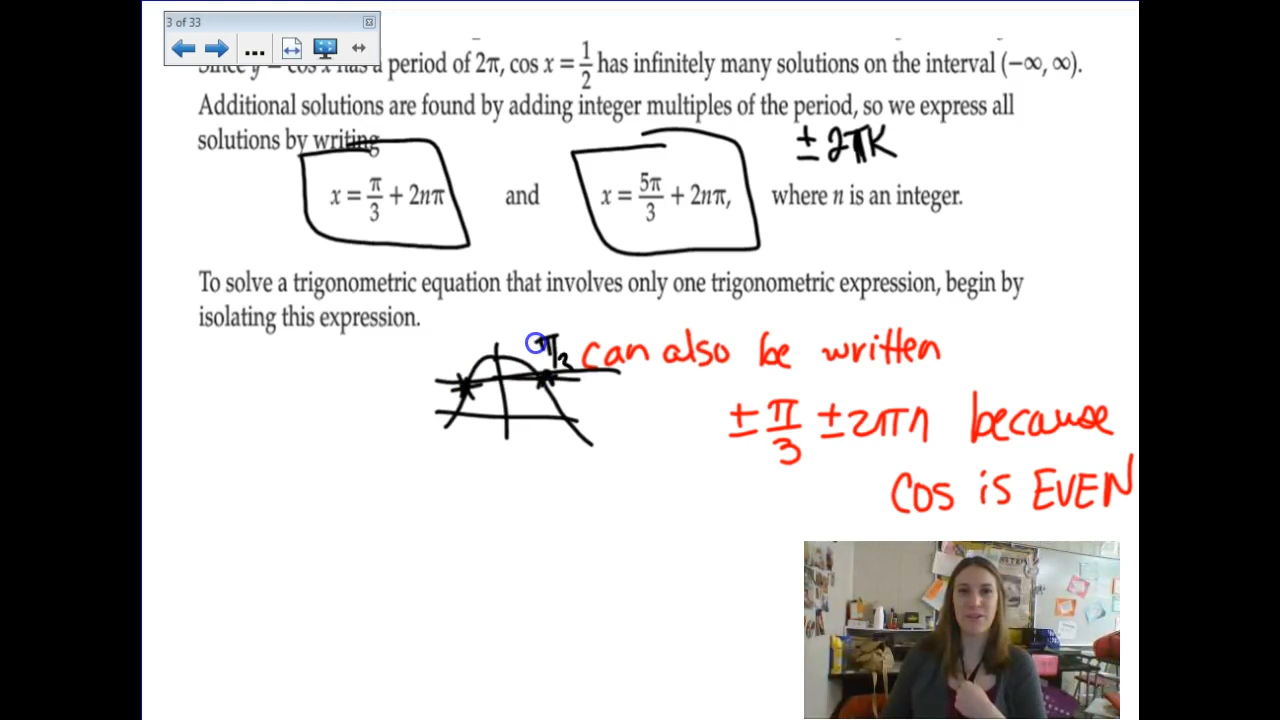 3 of 33
Since y = cos x has a period of 2π, cos x = 1/2 has infinitely many solutions on the interval (−∞, ∞).
Additional solutions are found by adding integer multiples of the period, so we express all
solutions by writing
± 2πK
x = π/3 + 2nπ and x = 5π/3 + 2nπ, where n is an integer.
To solve a trigonometric equation that involves only one trigonometric expression, begin by
isolating this expression.
can also be written
± π/3 ± 2πn because
cos is EVEN